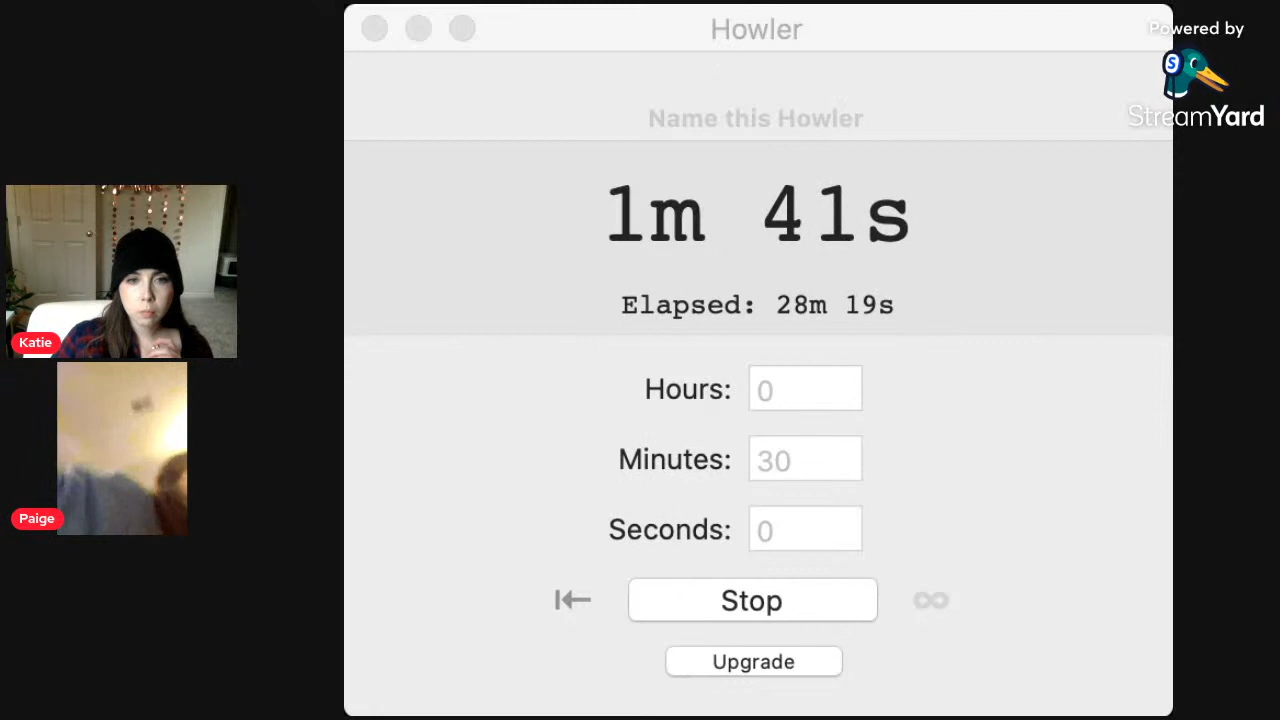 Howler
Powered by
S
StreamYard
Name this Howler
1m 41s
Elapsed: 28m 19s
Katie
Hours: 0
Minutes: 30
Paige
Seconds: 0
Stop
Upgrade